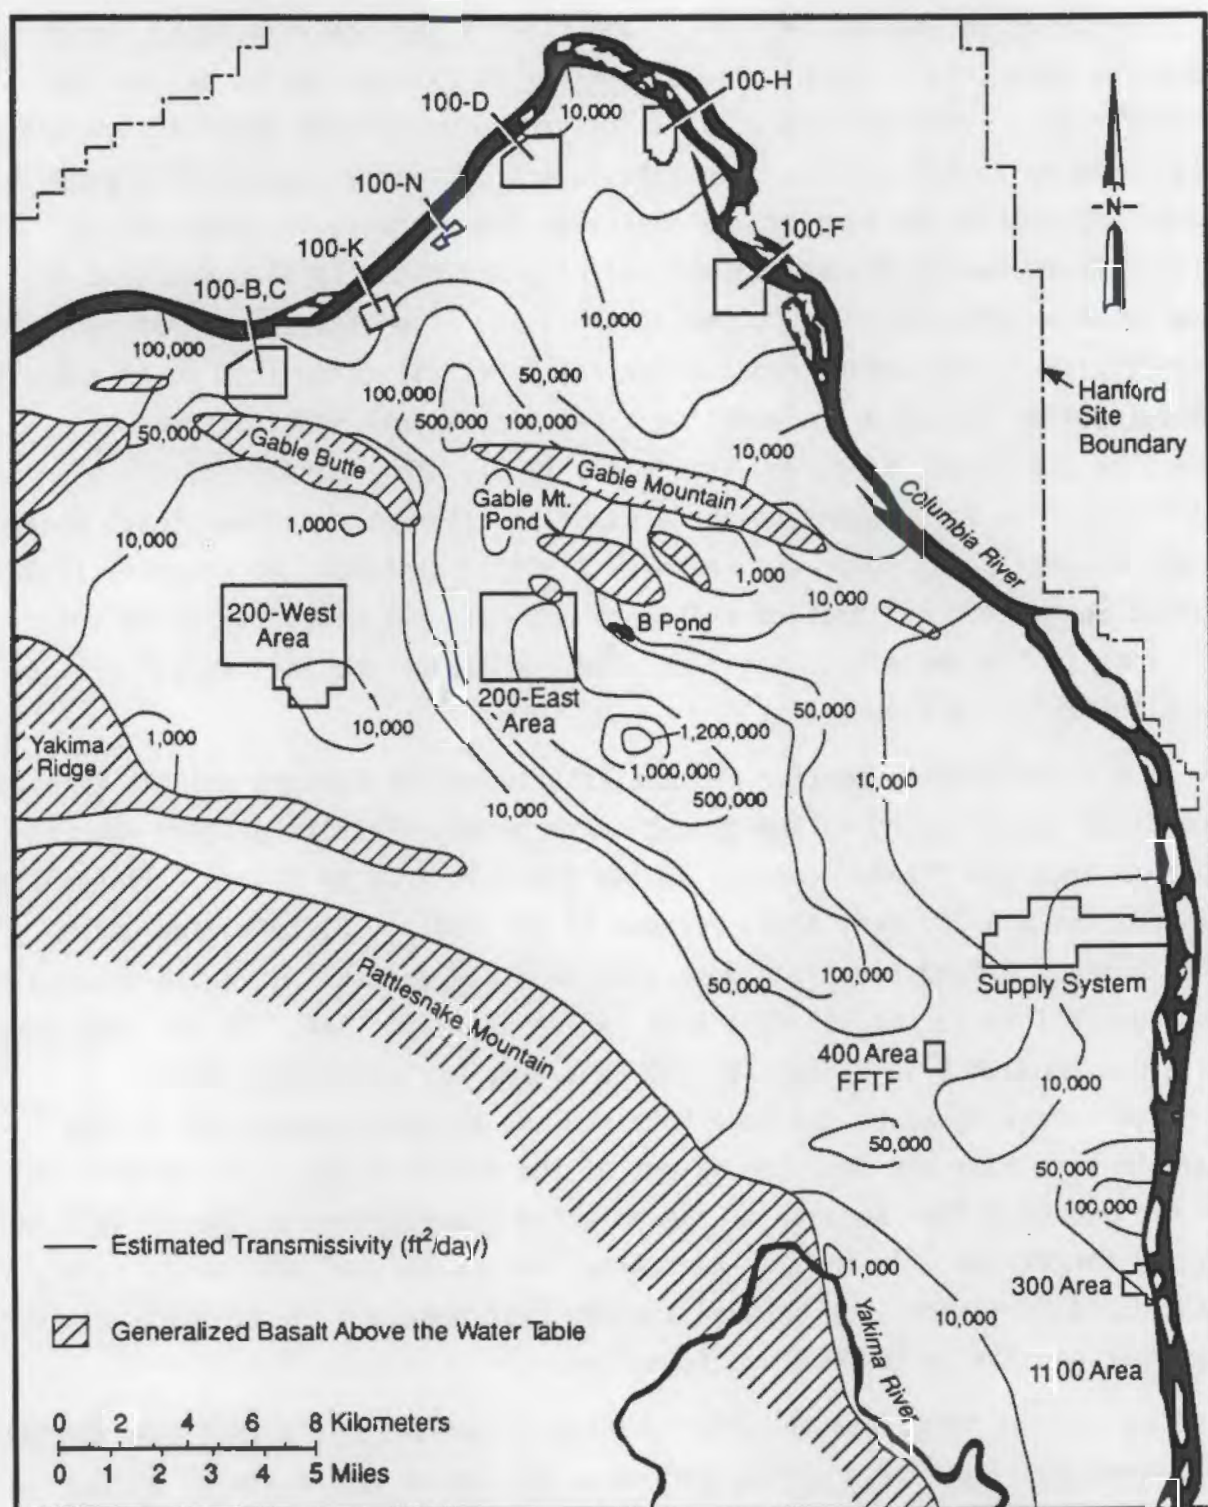 100-H
100-D
10,000
100-N
100-F
100-K
100-B,C
10,000
100,000
50,000
Hanford
Site
Boundary
N
100,000
500,000
100,000
50,000
Gable Butte
10,000
Gable Mountain
Columbia River
Gable Mt.
Pond
1,000
10,000
1,000
10,000
200-West
Area
B Pond
200-East
Area
50,000
Yakima
Ridge
1,000
10,000
1,200,000
1,000,000
500,000
10,000
10,000
Rattlesnake Mountain
50,000
100,000
Supply System
400 Area
FFTF
10,000
50,000
50,000
100,000
Estimated Transmissivity (ft²/day)
1,000
300 Area
10,000
Generalized Basalt Above the Water Table
Yakima River
1100 Area
0 2 4 6 8 Kilometers
0 1 2 3 4 5 Miles